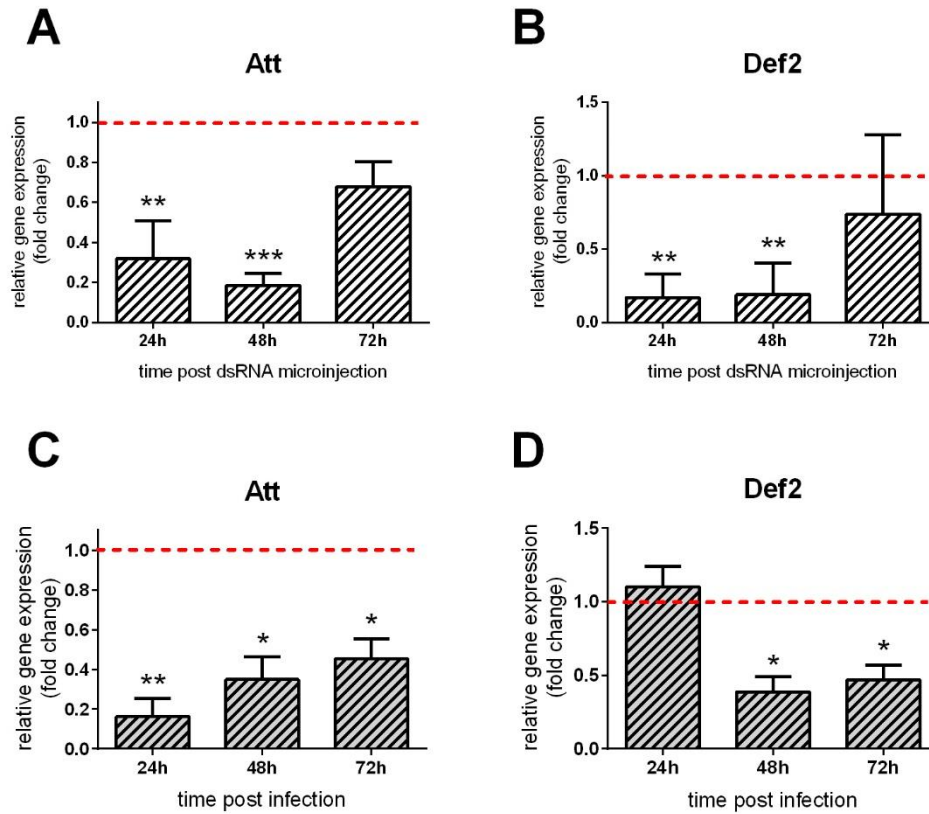 A
Att
relative gene expression
(fold change)
1.0
0.8
0.6
0.4
0.2
0.0
**
***
24h
48h
72h
time post dsRNA microinjection
B
Def2
relative gene expression
(fold change)
1.5
1.0
0.5
0.0
**
**
24h
48h
72h
time post dsRNA microinjection
C
Att
relative gene expression
(fold change)
1.0
0.8
0.6
0.4
0.2
0.0
**
*
*
24h
48h
72h
time post infection
D
Def2
relative gene expression
(fold change)
1.5
1.0
0.5
0.0
*
*
24h
48h
72h
time post infection